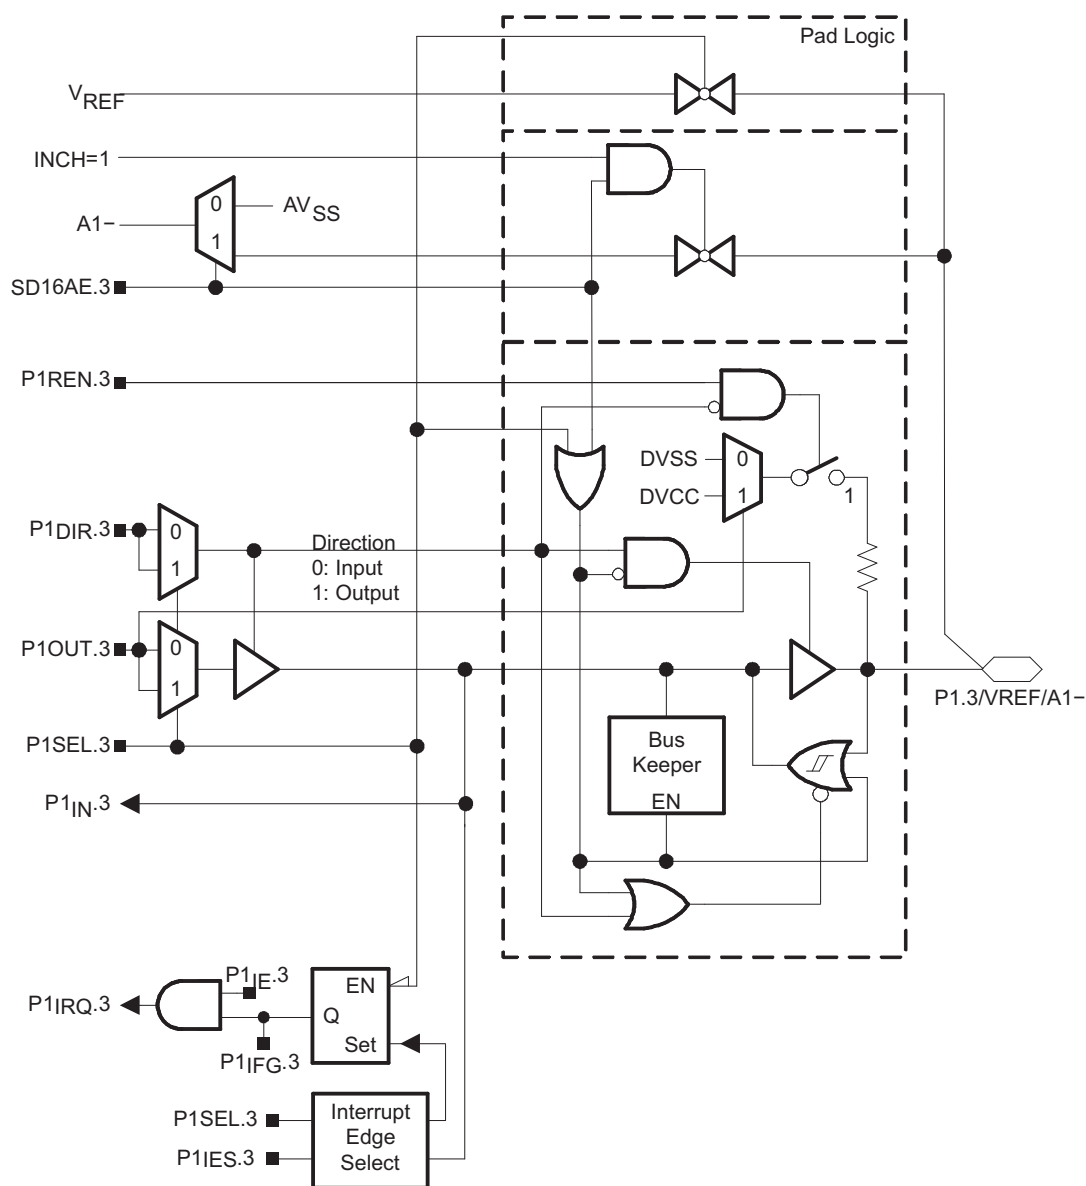 Pad Logic
VREF
INCH=1
0
AVSS
A1−
1
SD16AE.3
P1REN.3
DVSS
0
DVCC
1
1
P1DIR.3
0
1
Direction
0: Input
1: Output
P1OUT.3
0
1
P1.3/VREF/A1−
P1SEL.3
Bus
Keeper
EN
P1IN.3
P1IE.3
EN
P1IRQ.3
Q
Set
P1IFG.3
P1SEL.3
P1IES.3
Interrupt
Edge
Select